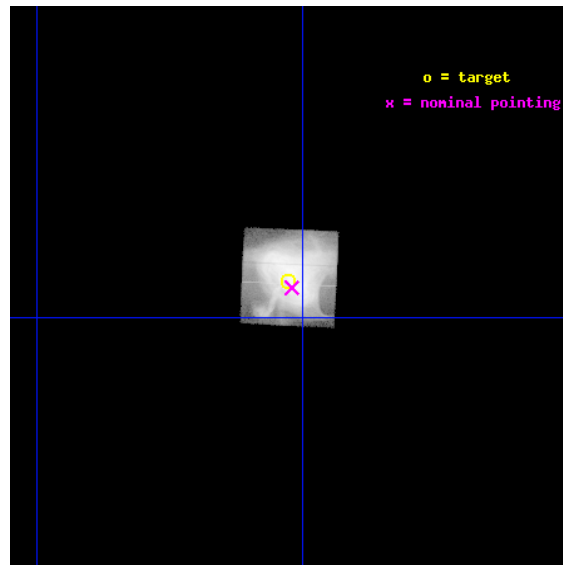 o = target
x = nominal pointing